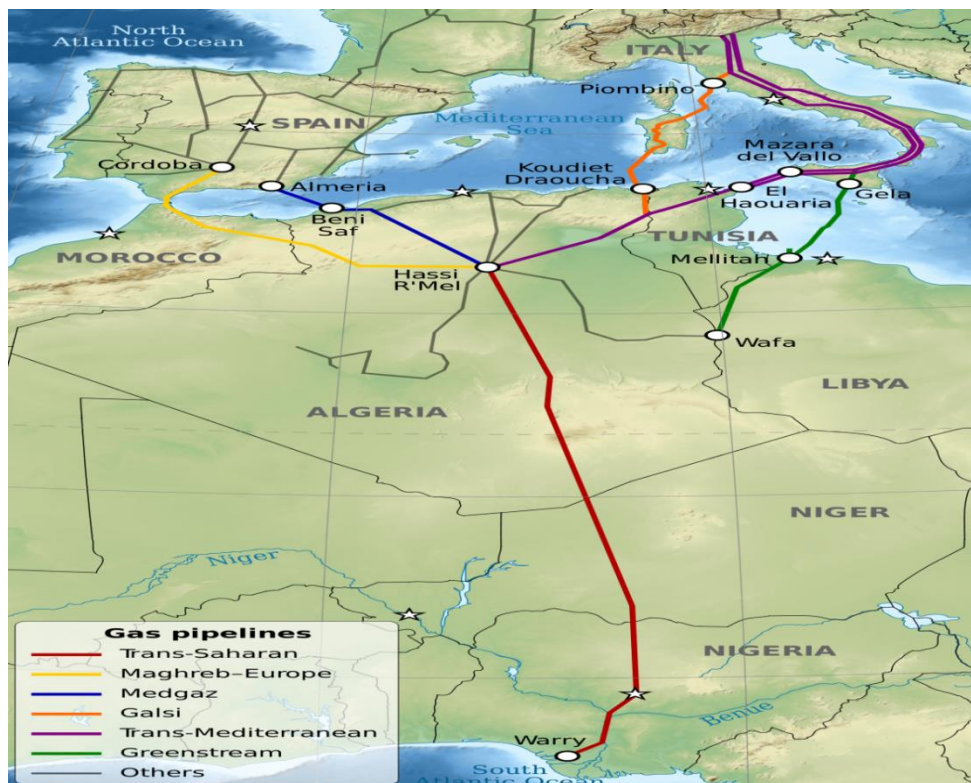 North
Atlantic Ocean
ITALY
Piombino
SPAIN
Mediterranean
Sea
Mazara
del Vallo
Cordoba
Koudiet
Draoucha
Almeria
El
Haouaria
Gela
Beni
Saf
TUNISIA
MOROCCO
Mellitah
Hassi
R'Mel
Wafa
LIBYA
ALGERIA
NIGER
Niger
NIGERIA
Benue
Warry
South
Atlantic Ocean
Gas pipelines
Trans-Saharan
Maghreb–Europe
Medgaz
Galsi
Trans-Mediterranean
Greenstream
Others